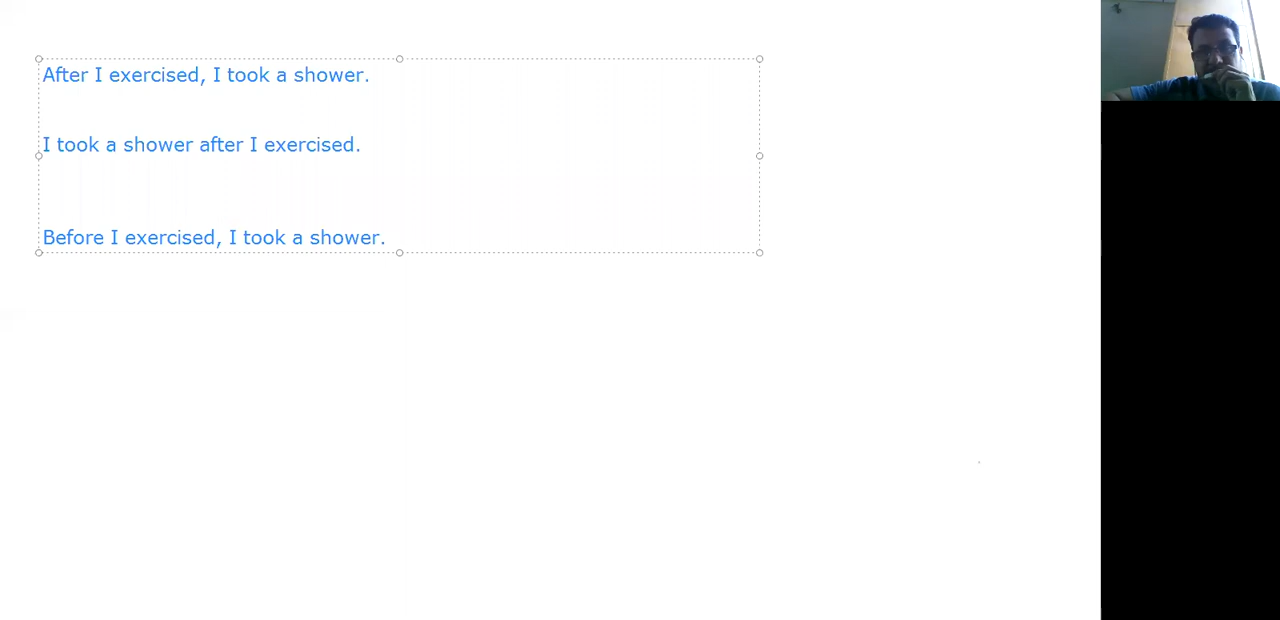 After I exercised, I took a shower.
I took a shower after I exercised.
Before I exercised, I took a shower.